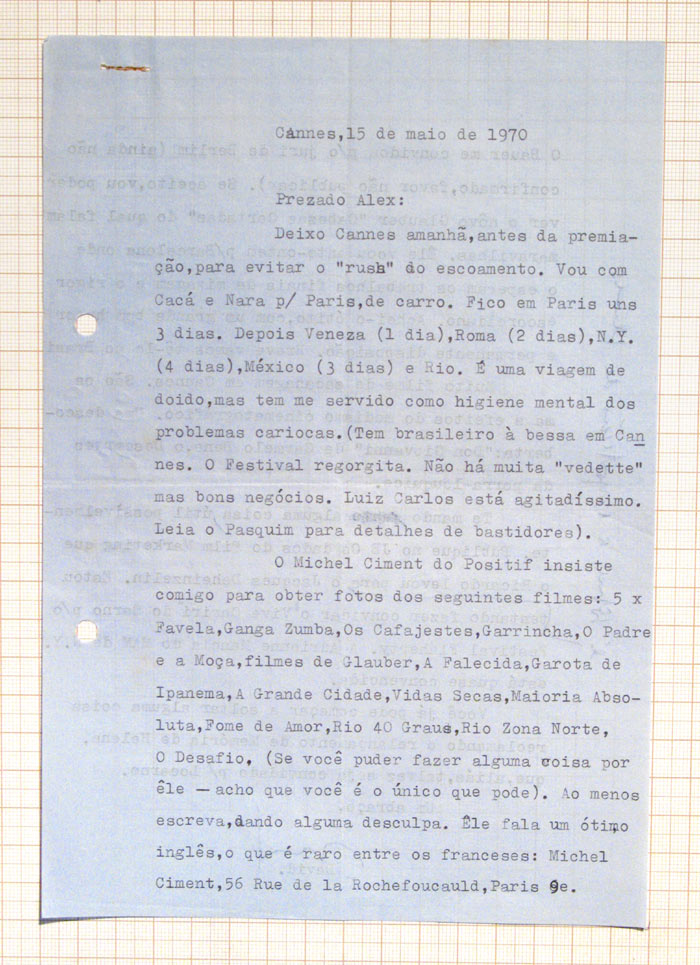 Cannes,15 de maio de 1970
Prezado Alex:
Deixo Cannes amanhã,antes da premia-
ção,para evitar o "rush" do escoamento. Vou com
Cacá e Nara p/ Paris,de carro. Fico em Paris uns
3 dias. Depois Veneza (1 dia),Roma (2 dias),N.Y.
(4 dias),México (3 dias) e Rio. É uma viagem de
doido,mas tem me servido como higiene mental dos
problemas cariocas.(Tem brasileiro à bessa em Can
nes. O Festival regorgita. Não há muita "vedette"
mas bons negócios. Luiz Carlos está agitadíssimo.
Leia o Pasquim para detalhes de bastidores).
O Michel Ciment do Positif insiste
comigo para obter fotos dos seguintes filmes: 5 x
Favela,Ganga Zumba,Os Cafajestes,Garrincha,O Padre
e a Moça,filmes de Glauber,A Falecida,Garota de
Ipanema,A Grande Cidade,Vidas Secas,Maioria Abso-
luta,Fome de Amor,Rio 40 Graus,Rio Zona Norte,
O Desafio, (Se você puder fazer alguma coisa por
êle — acho que você é o único que pode). Ao menos
escreva,dando alguma desculpa. Êle fala um ótimo
inglês,o que é raro entre os franceses: Michel
Ciment,56 Rue de la Rochefoucauld,Paris 9e.